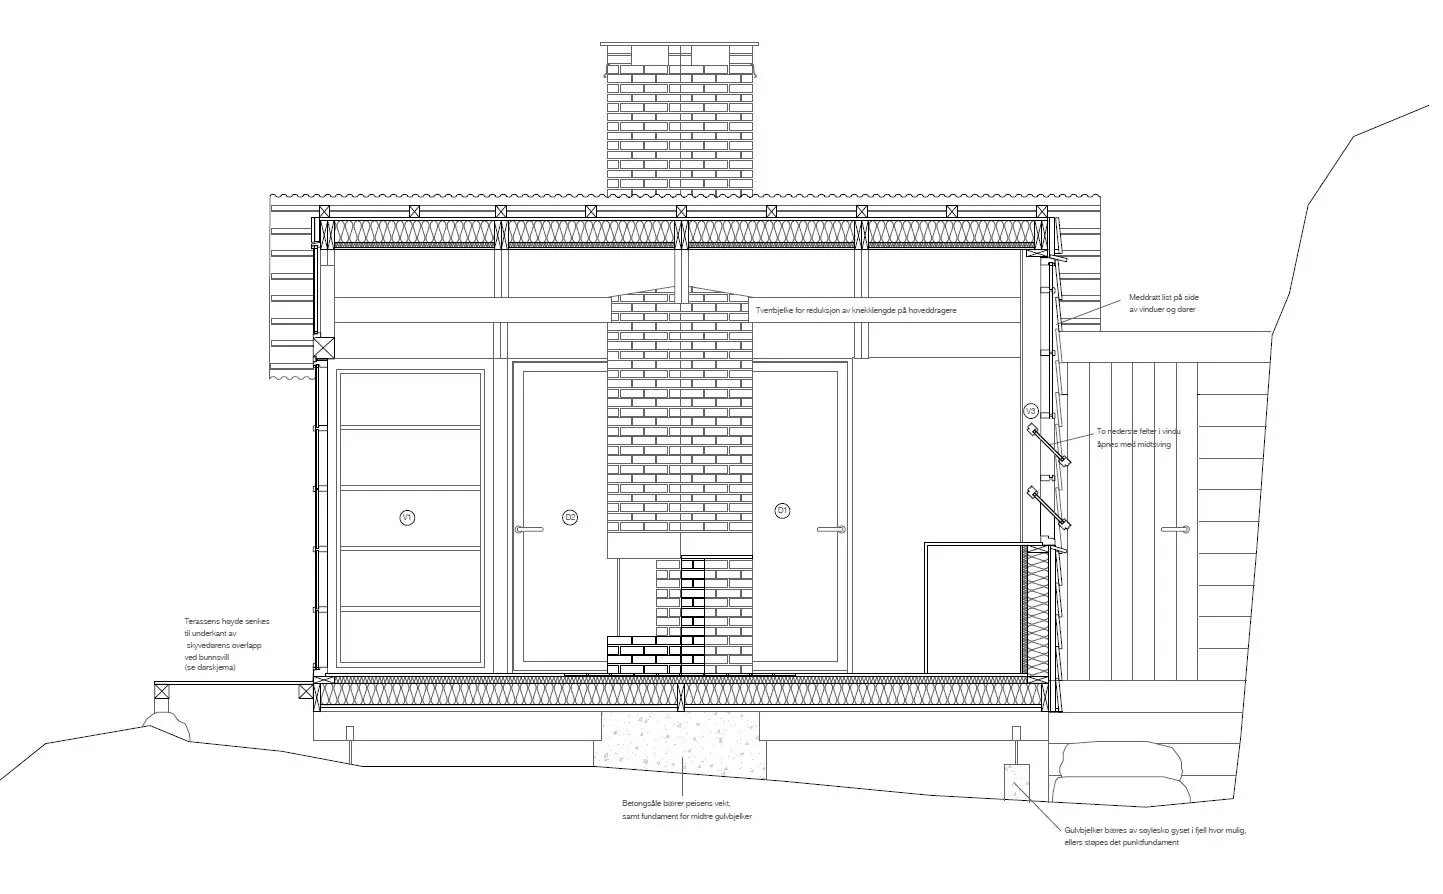 Meddratt list på side
av vinduer og dører
Tverrbjelke for reduksjon av knekklengde på hoveddragere
V3
To nederste felter i vindu
åpnes med midtsving
V1
D2
D1
Terassens høyde senkes
til underkant av
skyvedørens overlapp
ved bunnsvill
(se dørskjema)
Betongsåle bærer peisens vekt,
samt fundament for midtre gulvbjelker
Gulvbjelker bæres av søylesko gyset i fjell hvor mulig,
ellers støpes det punktfundament